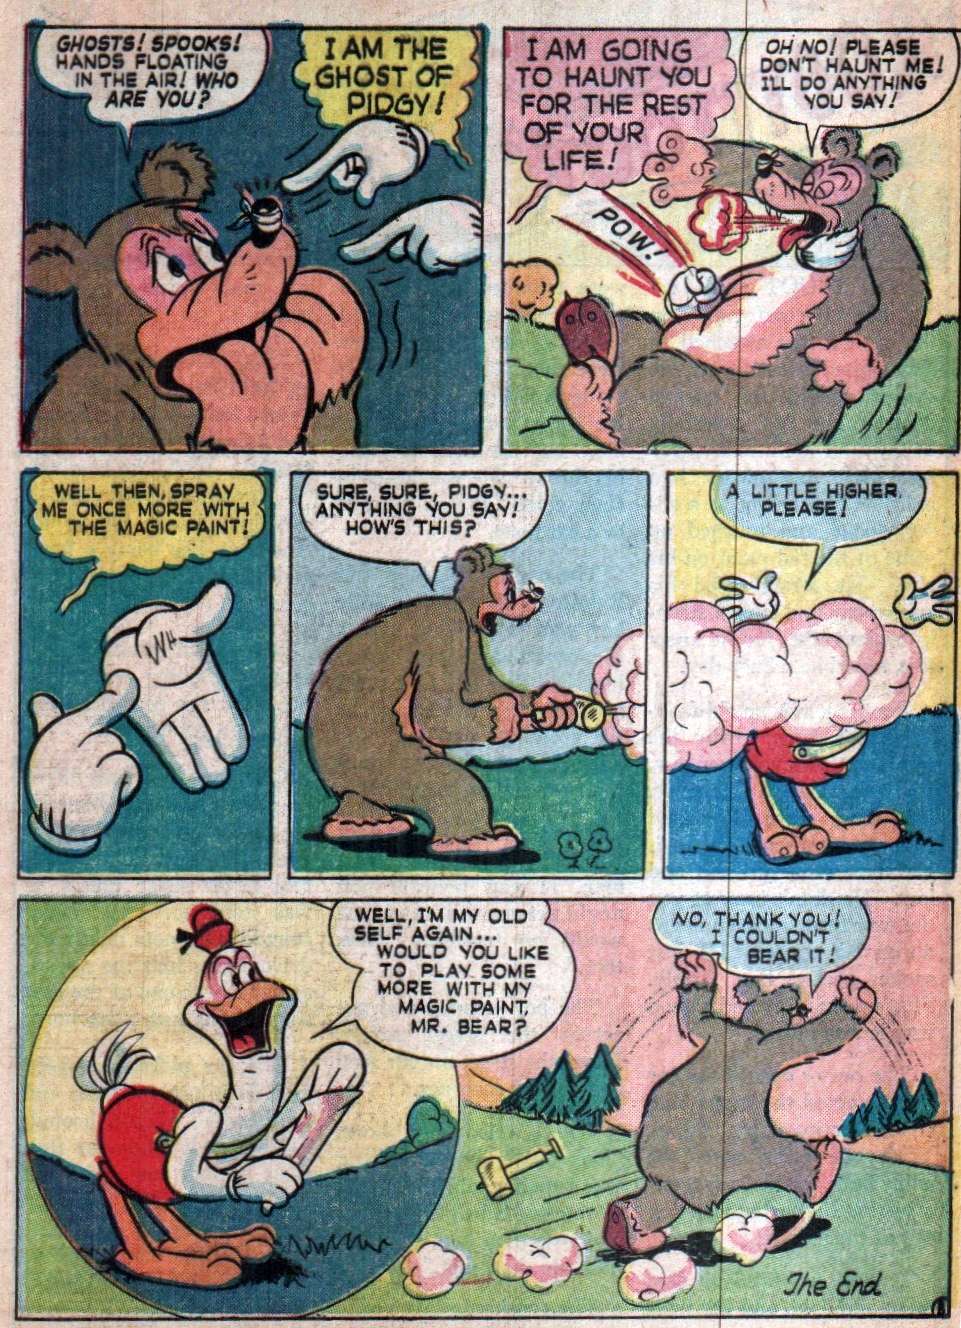 GHOSTS! SPOOKS!
HANDS FLOATING
IN THE AIR! WHO
ARE YOU?
I AM THE
GHOST OF
PIDGY!
I AM GOING
TO HAUNT YOU
FOR THE REST
OF YOUR
LIFE!
OH NO! PLEASE
DON'T HAUNT ME!
I'LL DO ANYTHING
YOU SAY!
POW!
WELL THEN, SPRAY
ME ONCE MORE WITH
THE MAGIC PAINT!
SURE, SURE, PIDGY...
ANYTHING YOU SAY!
HOW'S THIS?
A LITTLE HIGHER,
PLEASE!
WELL, I'M MY OLD
SELF AGAIN...
WOULD YOU LIKE
TO PLAY SOME
MORE WITH MY
MAGIC PAINT,
MR. BEAR?
NO, THANK YOU!
I COULDN'T
BEAR IT!
The End